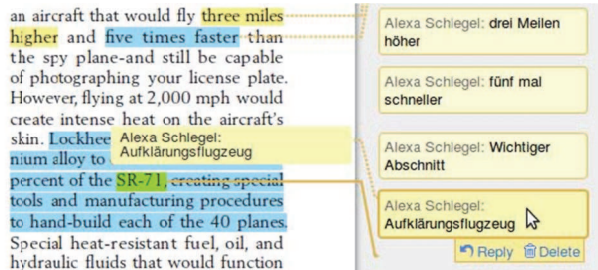 an aircraft that would fly three miles
higher and five times faster than
the spy plane-and still be capable
of photographing your license plate.
However, flying at 2,000 mph would
create intense heat on the aircraft's
skin. Lockhee
nium alloy to
percent of the SR-71, creating special
tools and manufacturing procedures
to hand-build each of the 40 planes.
Special heat-resistant fuel, oil, and
hydraulic fluids that would function
Alexa Schlegel:
Aufklärungsflugzeug
Alexa Schlegel: drei Meilen
höher
Alexa Schlegel: fünf mal
schneller
Alexa Schlegel: Wichtiger
Abschnitt
Alexa Schlegel:
Aufklärungsflugzeug
Reply Delete